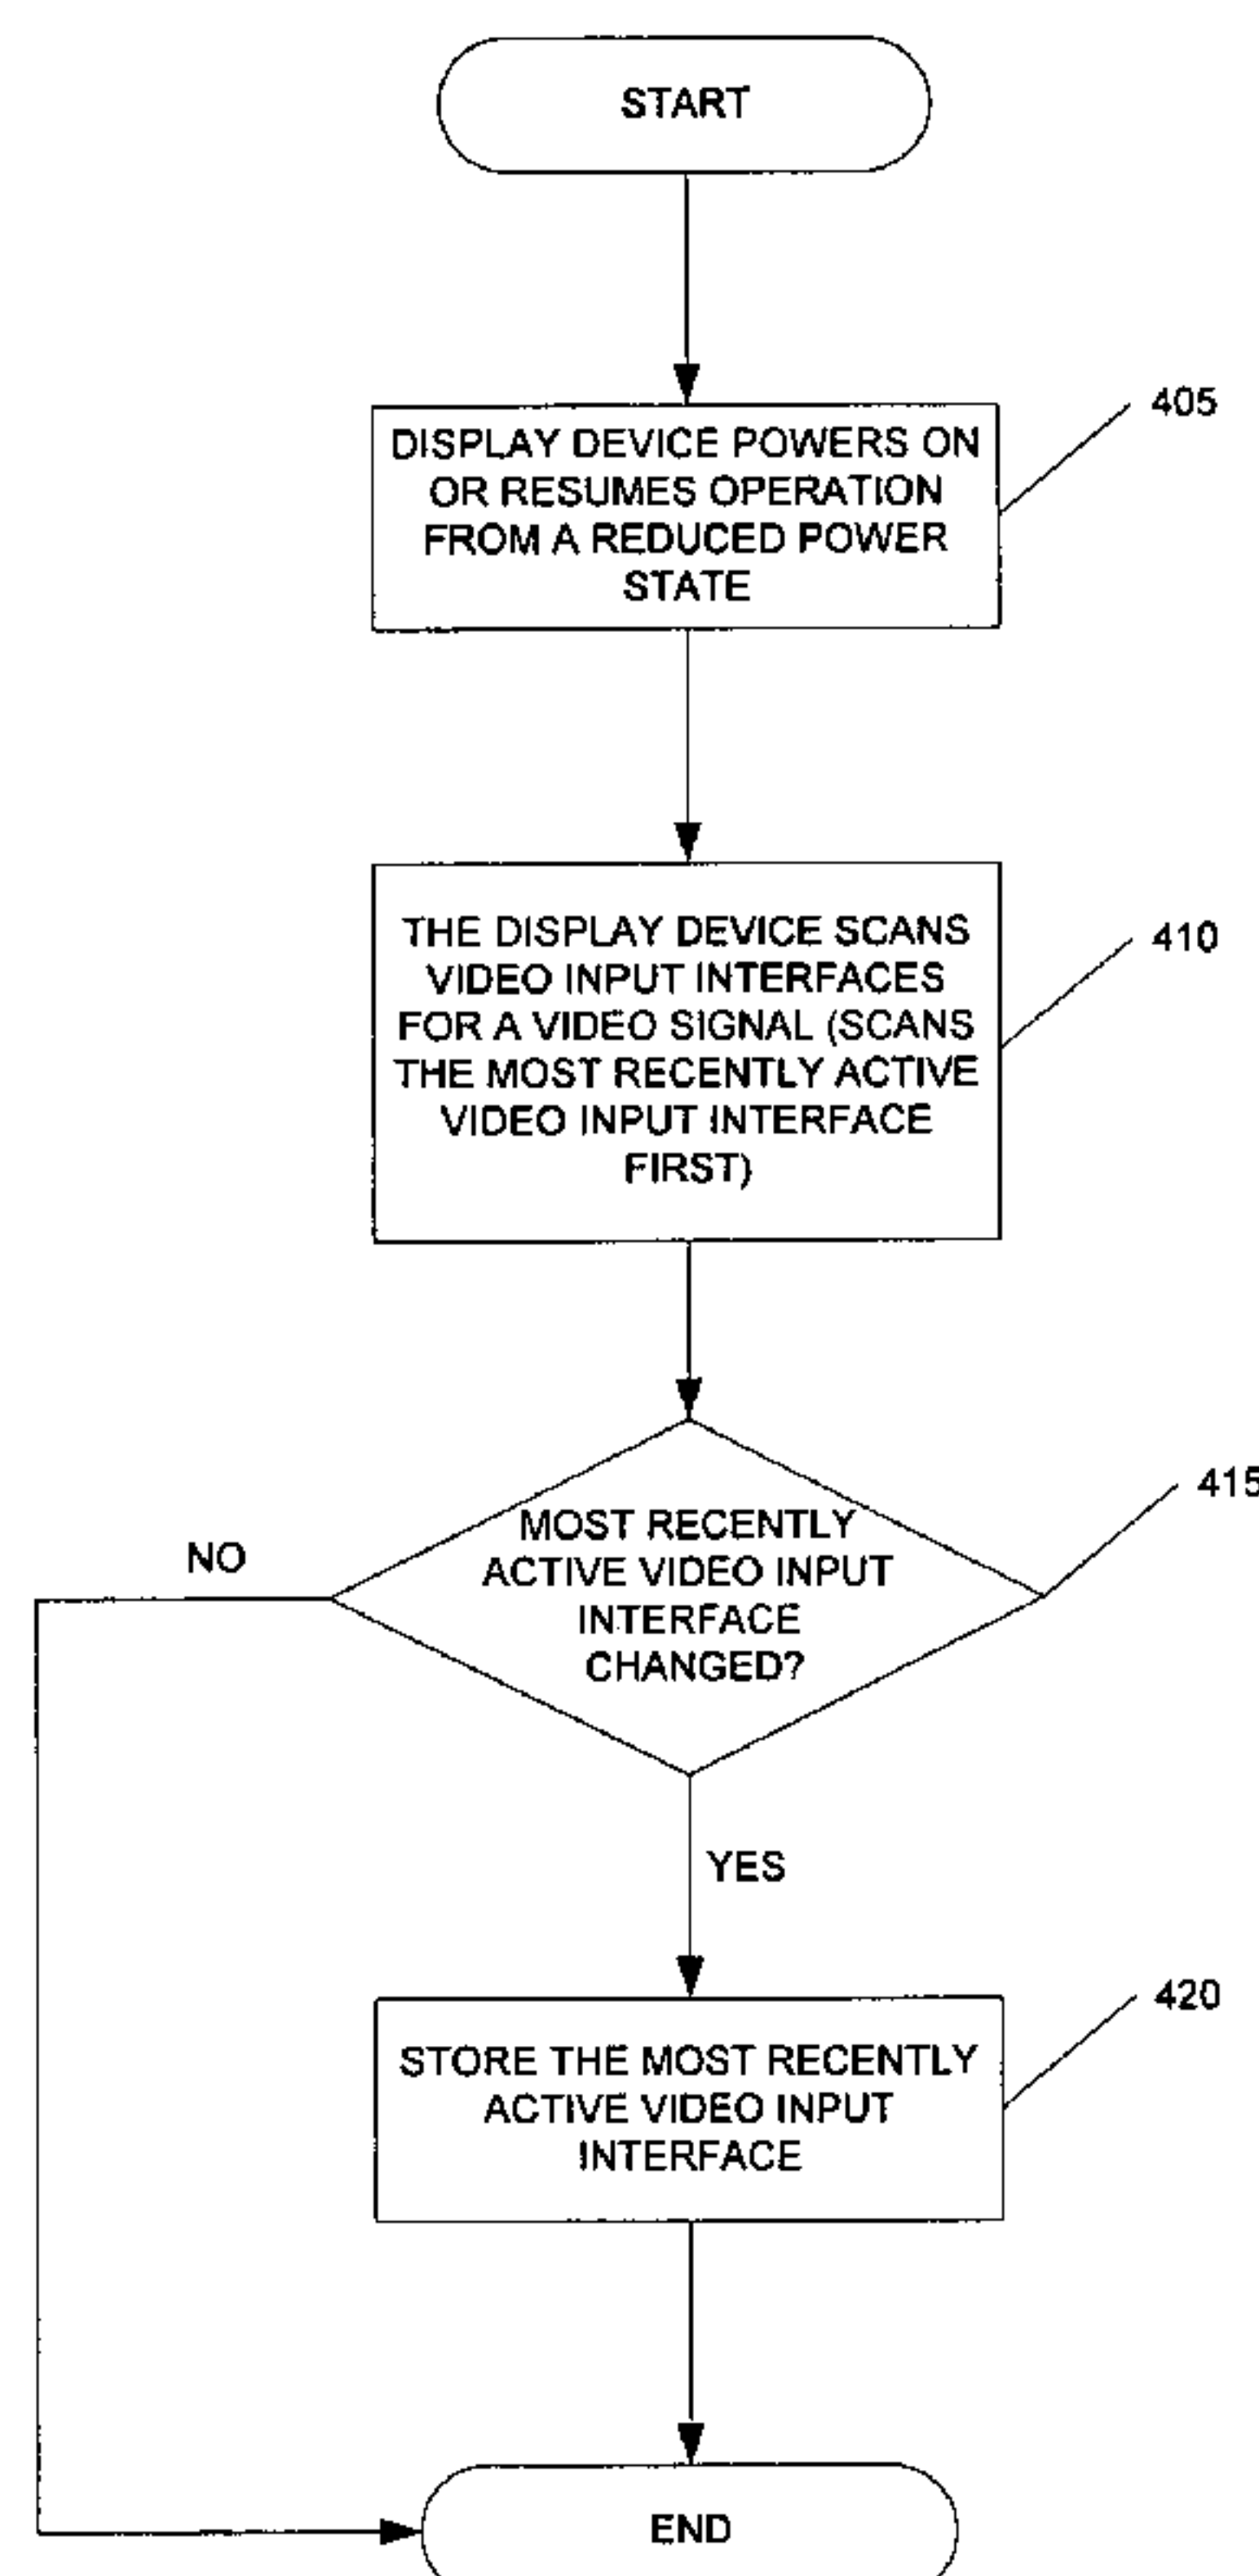 START
DISPLAY DEVICE POWERS ON
OR RESUMES OPERATION
FROM A REDUCED POWER
STATE
405
THE DISPLAY DEVICE SCANS
VIDEO INPUT INTERFACES
FOR A VIDEO SIGNAL (SCANS
THE MOST RECENTLY ACTIVE
VIDEO INPUT INTERFACE
FIRST)
410
MOST RECENTLY
ACTIVE VIDEO INPUT
INTERFACE
CHANGED?
415
NO
YES
STORE THE MOST RECENTLY
ACTIVE VIDEO INPUT
INTERFACE
420
END